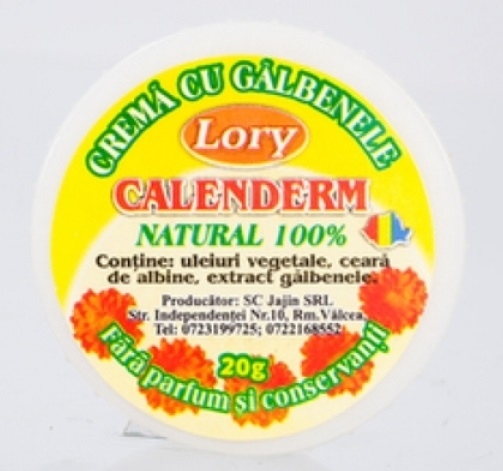 CREMĂ CU GĂLBENELE
Lory
CALENDERM
NATURAL 100%
Conține: uleiuri vegetale, ceară
de albine, extract gălbenele.
Producător: SC Jajin SRL
Str. Independenței Nr.10, Rm.Vâlcea
Tel: 0723199725; 0722168552
20g
Fără parfum și conservanți